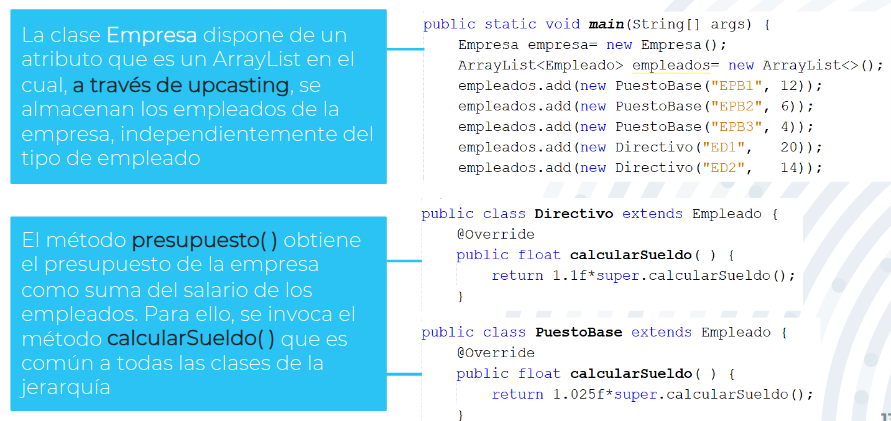 La clase Empresa dispone de un
atributo que es un ArrayList en el
cual, a través de upcasting, se
almacenan los empleados de la
empresa, independientemente del
tipo de empleado
public static void main(String[] args) {
Empresa empresa= new Empresa();
ArrayList<Empleado> empleados= new ArrayList<>();
empleados.add(new PuestoBase("EPB1", 12));
empleados.add(new PuestoBase("EPB2", 6));
empleados.add(new PuestoBase("EPB3", 4));
empleados.add(new Directivo("ED1", 20));
empleados.add(new Directivo("ED2", 14));
El método presupuesto( ) obtiene
el presupuesto de la empresa
como suma del salario de los
empleados. Para ello, se invoca el
método calcularSueldo( ) que es
común a todas las clases de la
jerarquía
public class Directivo extends Empleado {
@Override
public float calcularSueldo( ) {
return 1.1f*super.calcularSueldo();
}
public class PuestoBase extends Empleado {
@Override
public float calcularSueldo( ) {
return 1.025f*super.calcularSueldo();
}